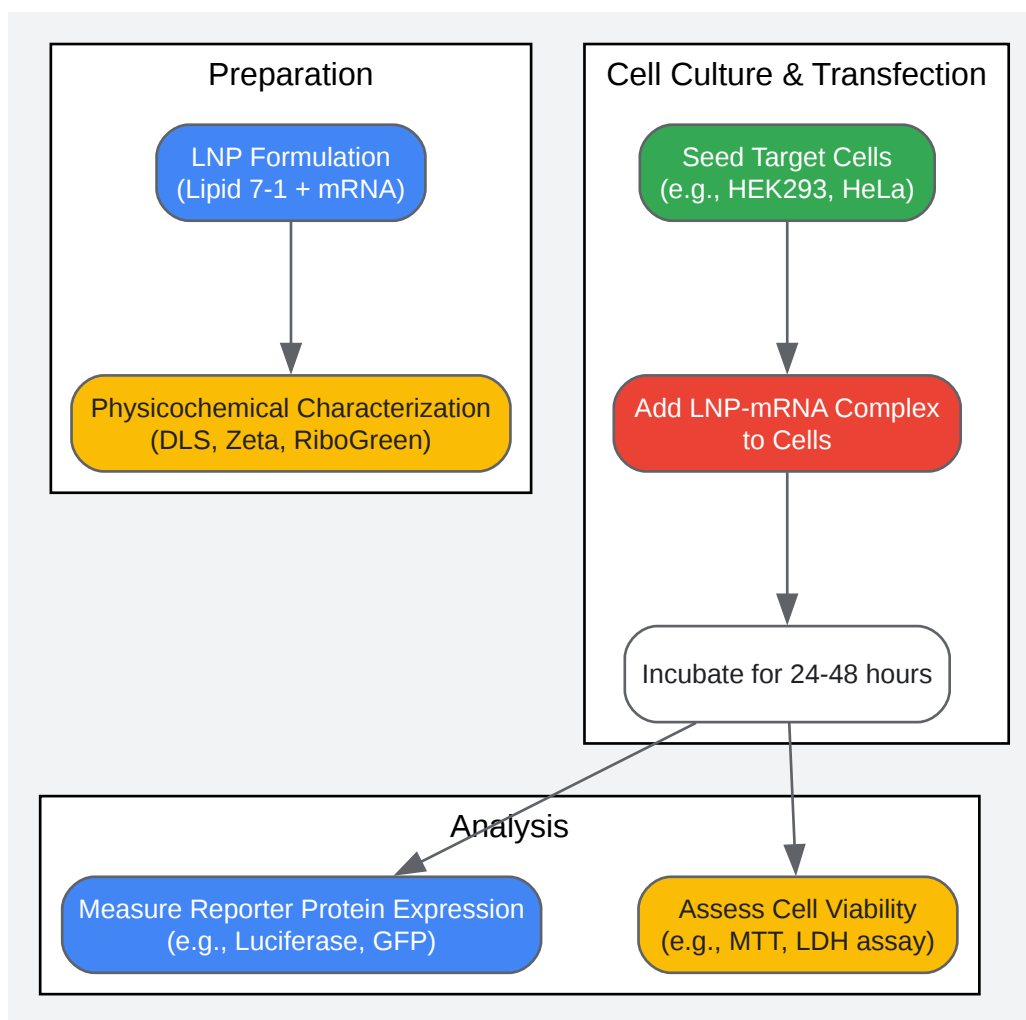 Preparation
LNP Formulation
(Lipid 7-1 + mRNA)
Physicochemical Characterization
(DLS, Zeta, RiboGreen)
Cell Culture & Transfection
Seed Target Cells
(e.g., HEK293, HeLa)
Add LNP-mRNA Complex
to Cells
Incubate for 24-48 hours
Analysis
Measure Reporter Protein Expression
(e.g., Luciferase, GFP)
Assess Cell Viability
(e.g., MTT, LDH assay)